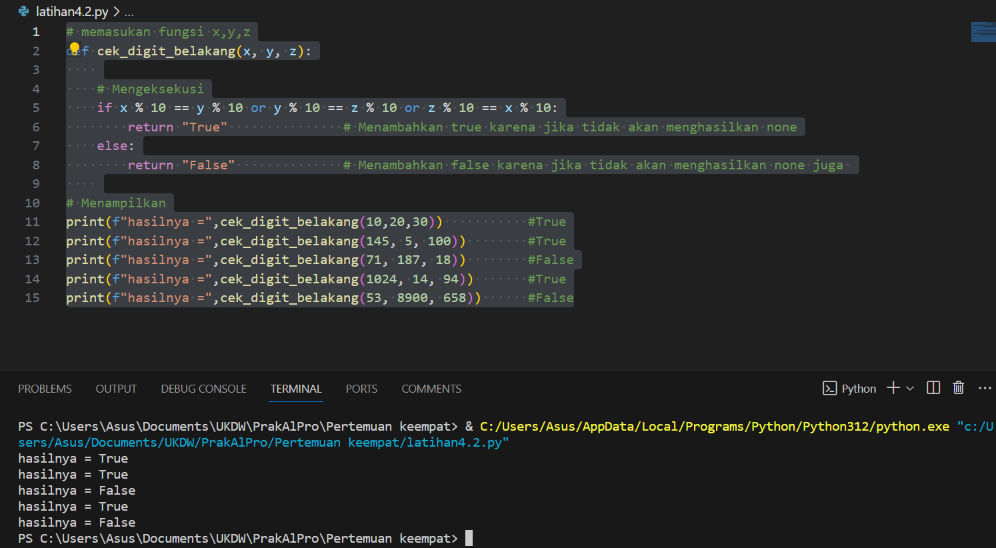 latihan4.2.py > ...
1 # memasukan fungsi x,y,z
2 def cek_digit_belakang(x, y, z):
3
4 # Mengeksekusi
5 if x % 10 == y % 10 or y % 10 == z % 10 or z % 10 == x % 10:
6 return "True" # Menambahkan true karena jika tidak akan menghasilkan none
7 else:
8 return "False" # Menambahkan false karena jika tidak akan menghasilkan none juga
9
10 # Menampilkan
11 print(f"hasilnya =",cek_digit_belakang(10,20,30)) #True
12 print(f"hasilnya =",cek_digit_belakang(145, 5, 100)) #True
13 print(f"hasilnya =",cek_digit_belakang(71, 187, 18)) #False
14 print(f"hasilnya =",cek_digit_belakang(1024, 14, 94)) #True
15 print(f"hasilnya =",cek_digit_belakang(53, 8900, 658)) #False
PROBLEMS OUTPUT DEBUG CONSOLE TERMINAL PORTS COMMENTS Python
PS C:\Users\Asus\Documents\UKDW\PrakAlPro\Pertemuan keempat> & C:/Users/Asus/AppData/Local/Programs/Python/Python312/python.exe "c:/U
sers/Asus/Documents/UKDW/PrakAlPro/Pertemuan keempat/latihan4.2.py"
hasilnya = True
hasilnya = True
hasilnya = False
hasilnya = True
hasilnya = False
PS C:\Users\Asus\Documents\UKDW\PrakAlPro\Pertemuan keempat>